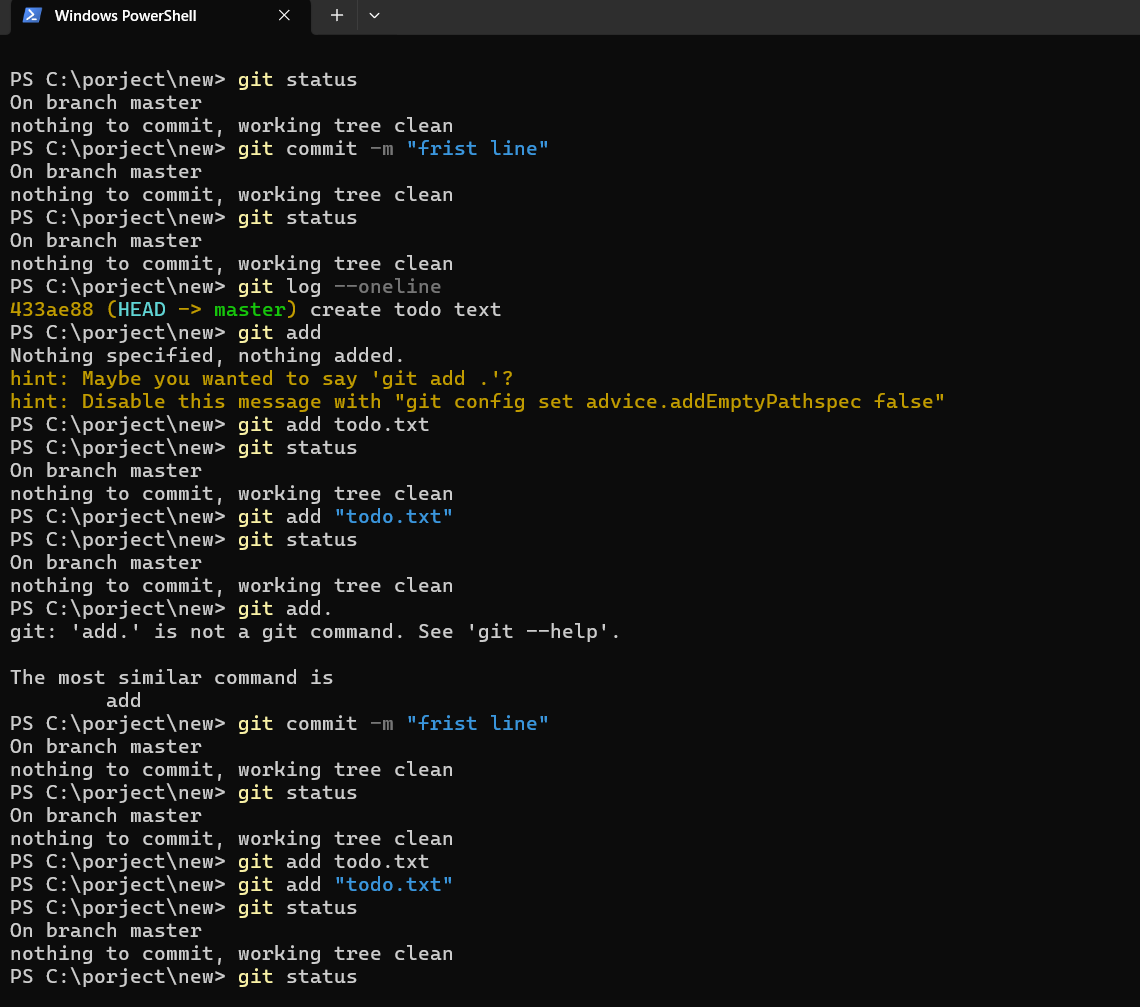 Windows PowerShell
PS C:\porject\new> git status
On branch master
nothing to commit, working tree clean
PS C:\porject\new> git commit -m "frist line"
On branch master
nothing to commit, working tree clean
PS C:\porject\new> git status
On branch master
nothing to commit, working tree clean
PS C:\porject\new> git log --oneline
433ae88 (HEAD -> master) create todo text
PS C:\porject\new> git add
Nothing specified, nothing added.
hint: Maybe you wanted to say 'git add .'?
hint: Disable this message with "git config set advice.addEmptyPathspec false"
PS C:\porject\new> git add todo.txt
PS C:\porject\new> git status
On branch master
nothing to commit, working tree clean
PS C:\porject\new> git add "todo.txt"
PS C:\porject\new> git status
On branch master
nothing to commit, working tree clean
PS C:\porject\new> git add.
git: 'add.' is not a git command. See 'git --help'.

The most similar command is
        add
PS C:\porject\new> git commit -m "frist line"
On branch master
nothing to commit, working tree clean
PS C:\porject\new> git status
On branch master
nothing to commit, working tree clean
PS C:\porject\new> git add todo.txt
PS C:\porject\new> git add "todo.txt"
PS C:\porject\new> git status
On branch master
nothing to commit, working tree clean
PS C:\porject\new> git status